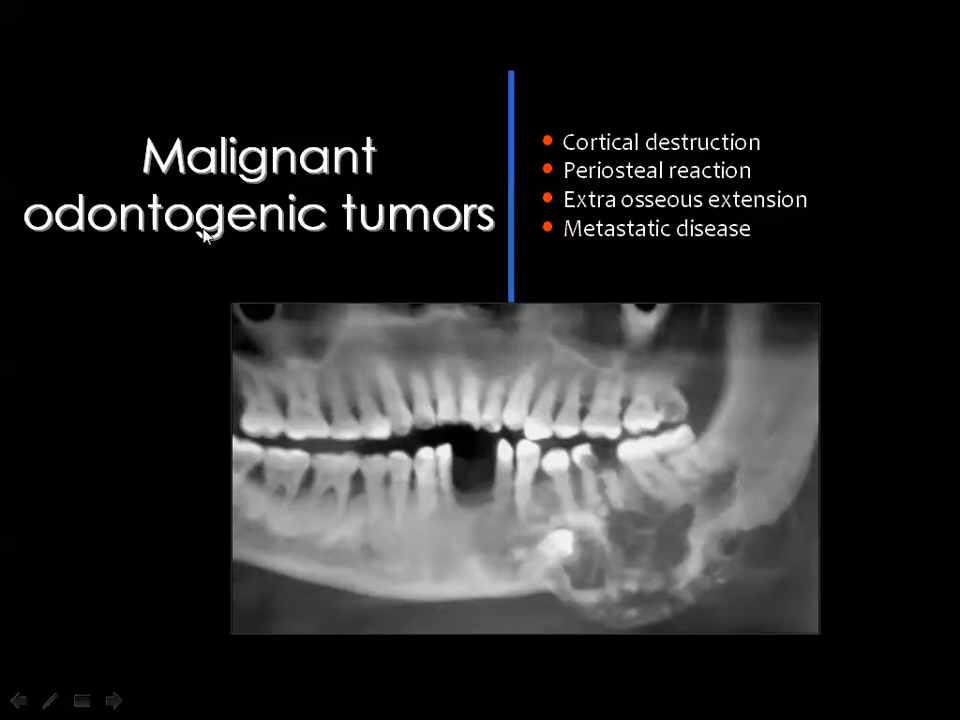 Malignant
odontogenic tumors
Cortical destruction
Periosteal reaction
Extra osseous extension
Metastatic disease